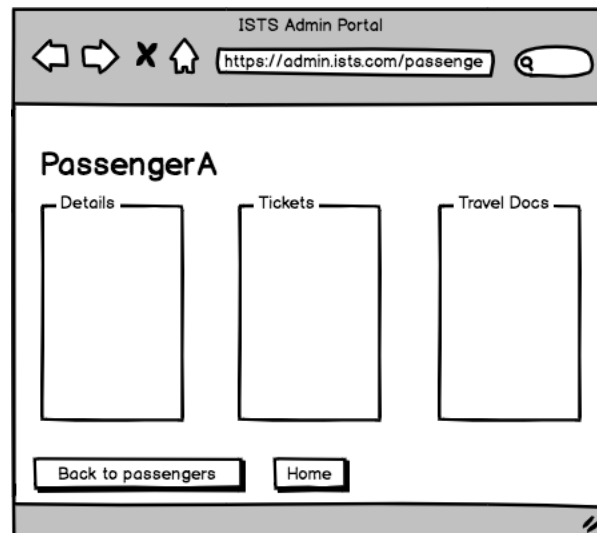 ISTS Admin Portal
https://admin.ists.com/passenge
PassengerA
Details Tickets Travel Docs
Back to passengers Home